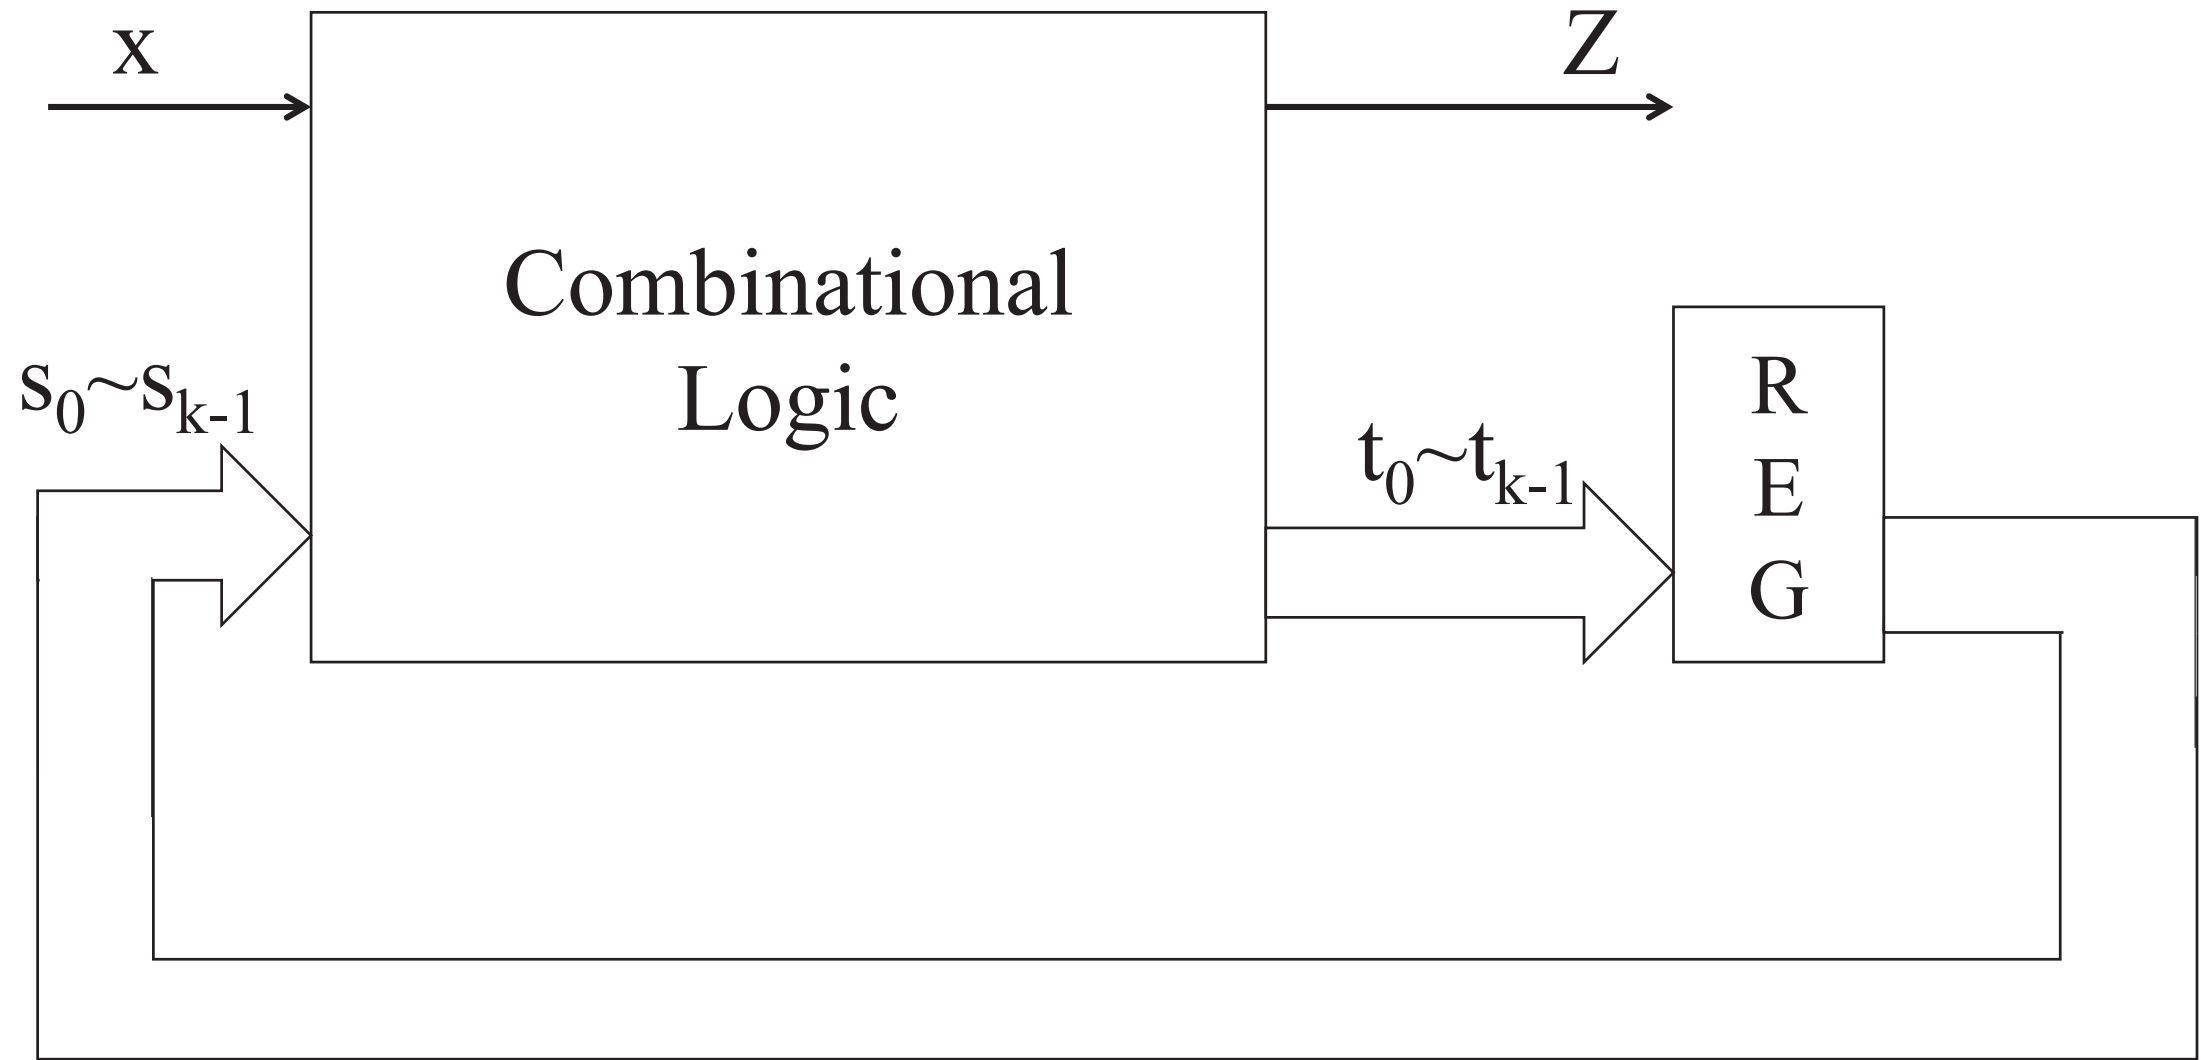 x
Z
Combinational
Logic
s₀~sₖ₋₁
t₀~tₖ₋₁
R
E
G